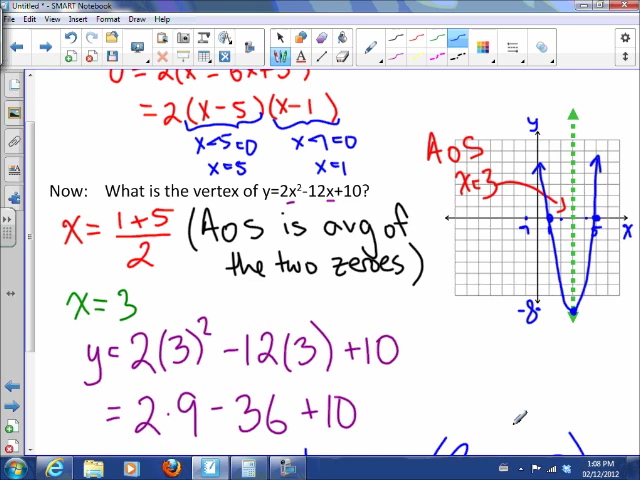 Untitled * - SMART Notebook
File Edit View Insert Format Tools Add-ons Draw Help
= 2(x-5)(x-1)
x-5=0 x-1=0
x=5 x=1
Now: What is the vertex of y=2x²-12x+10?
x = (1+5)/2 (AoS is avg of
the two zeroes)
x = 3
y = 2(3)² - 12(3) + 10
= 2·9 - 36 + 10
AoS
x=3
y
x
5
-8
1:08 PM
02/12/2012